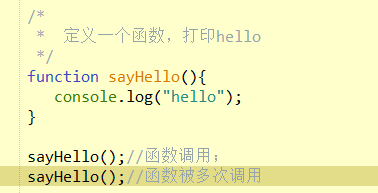 /*
* 定义一个函数，打印hello
*/
function sayHello(){
console.log("hello");
}
sayHello();//函数调用；
sayHello();//函数被多次调用